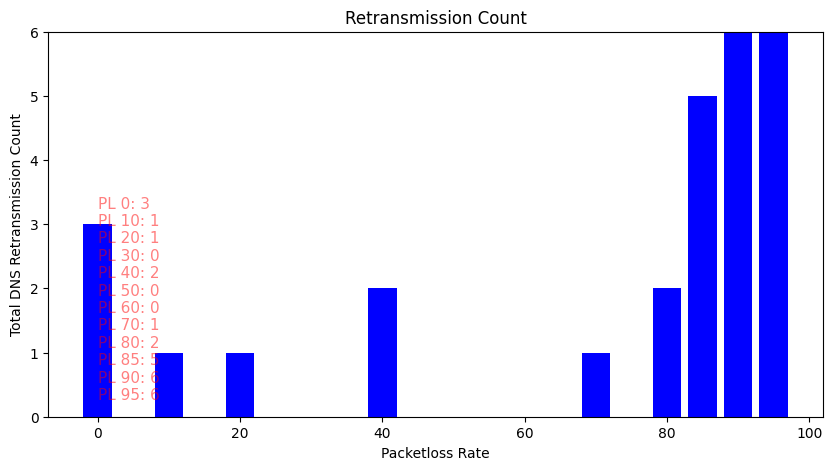 Retransmission Count
Total DNS Retransmission Count
6
5
4
3
2
1
0
PL 0: 3
PL 10: 1
PL 20: 1
PL 30: 0
PL 40: 2
PL 50: 0
PL 60: 0
PL 70: 1
PL 80: 2
PL 85: 5
PL 90: 6
PL 95: 6
0 20 40 60 80 100
Packetloss Rate